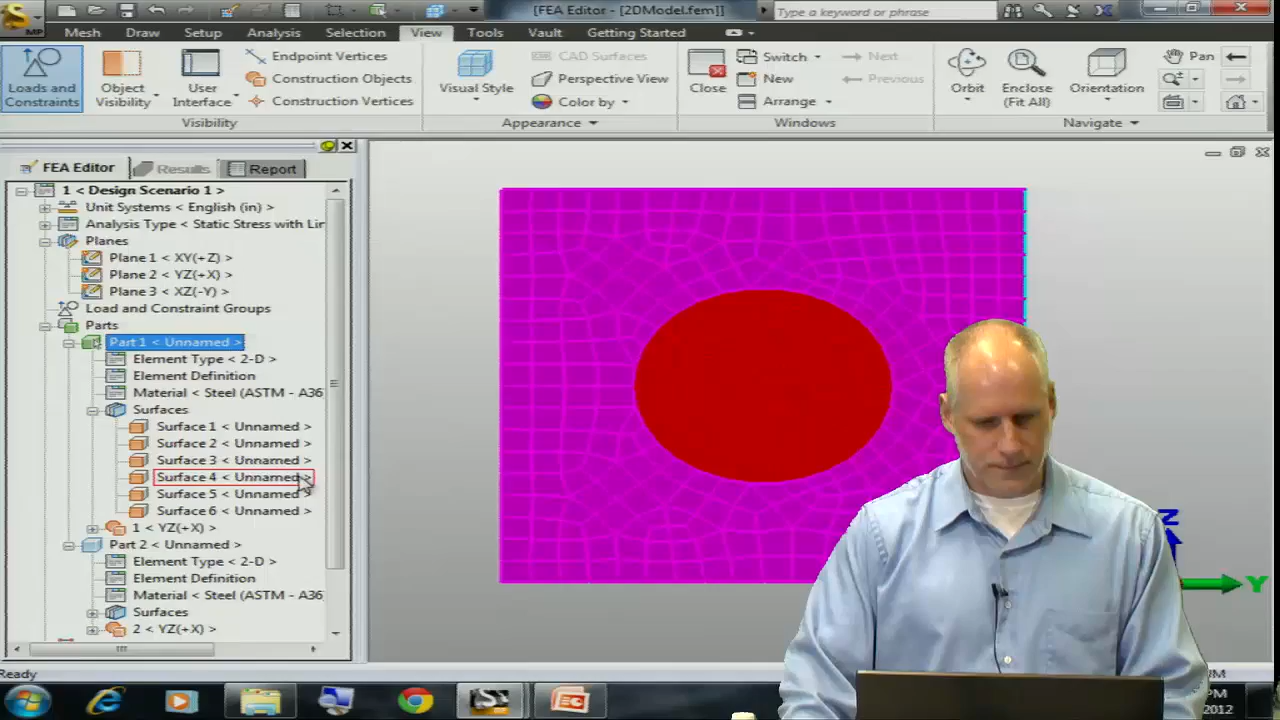 MP
[FEA Editor - [2DModel.fem]]
Type a keyword or phrase
Mesh Draw Setup Analysis Selection View Tools Vault Getting Started
Loads and Constraints
Object Visibility
User Interface
Endpoint Vertices
Construction Objects
Construction Vertices
Visibility
Visual Style
CAD Surfaces
Perspective View
Color by
Appearance
Close
Switch
New
Arrange
Next
Previous
Windows
Orbit
Enclose (Fit All)
Orientation
Pan
Navigate
FEA Editor Results Report
1 < Design Scenario 1 >
Unit Systems < English (in) >
Analysis Type < Static Stress with Lir
Planes
Plane 1 < XY(+Z) >
Plane 2 < YZ(+X) >
Plane 3 < XZ(-Y) >
Load and Constraint Groups
Parts
Part 1 < Unnamed >
Element Type < 2-D >
Element Definition
Material < Steel (ASTM - A36
Surfaces
Surface 1 < Unnamed >
Surface 2 < Unnamed >
Surface 3 < Unnamed >
Surface 4 < Unnamed >
Surface 5 < Unnamed >
Surface 6 < Unnamed >
1 < YZ(+X) >
Part 2 < Unnamed >
Element Type < 2-D >
Element Definition
Material < Steel (ASTM - A36
Surfaces
2 < YZ(+X) >
Z
Y
Ready
PM
2012